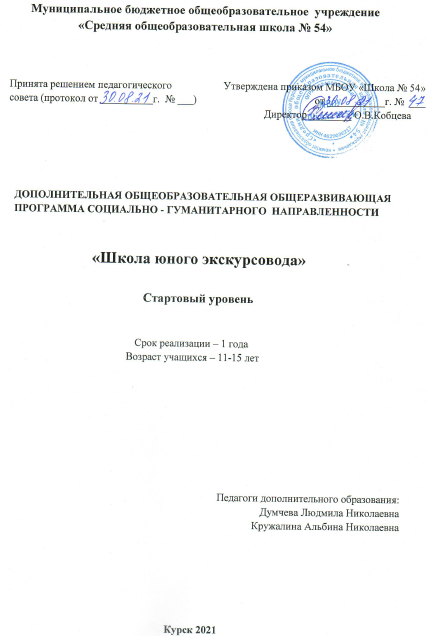 Муниципальное бюджетное общеобразовательное учреждение
«Средняя общеобразовательная школа № 54»
Принята решением педагогического
совета (протокол от 30.08.21 г. № ___)
Утверждена приказом МБОУ «Школа № 54»
от 30.08.21 г. № 47
Директор О.В.Кобцева
ДОПОЛНИТЕЛЬНАЯ ОБЩЕОБРАЗОВАТЕЛЬНАЯ ОБЩЕРАЗВИВАЮЩАЯ
ПРОГРАММА СОЦИАЛЬНО - ГУМАНИТАРНОГО НАПРАВЛЕННОСТИ
«Школа юного экскурсовода»
Стартовый уровень
Срок реализации – 1 года
Возраст учащихся – 11-15 лет
Педагоги дополнительного образования:
Думчева Людмила Николаевна
Кружалина Альбина Николаевна
Курск 2021